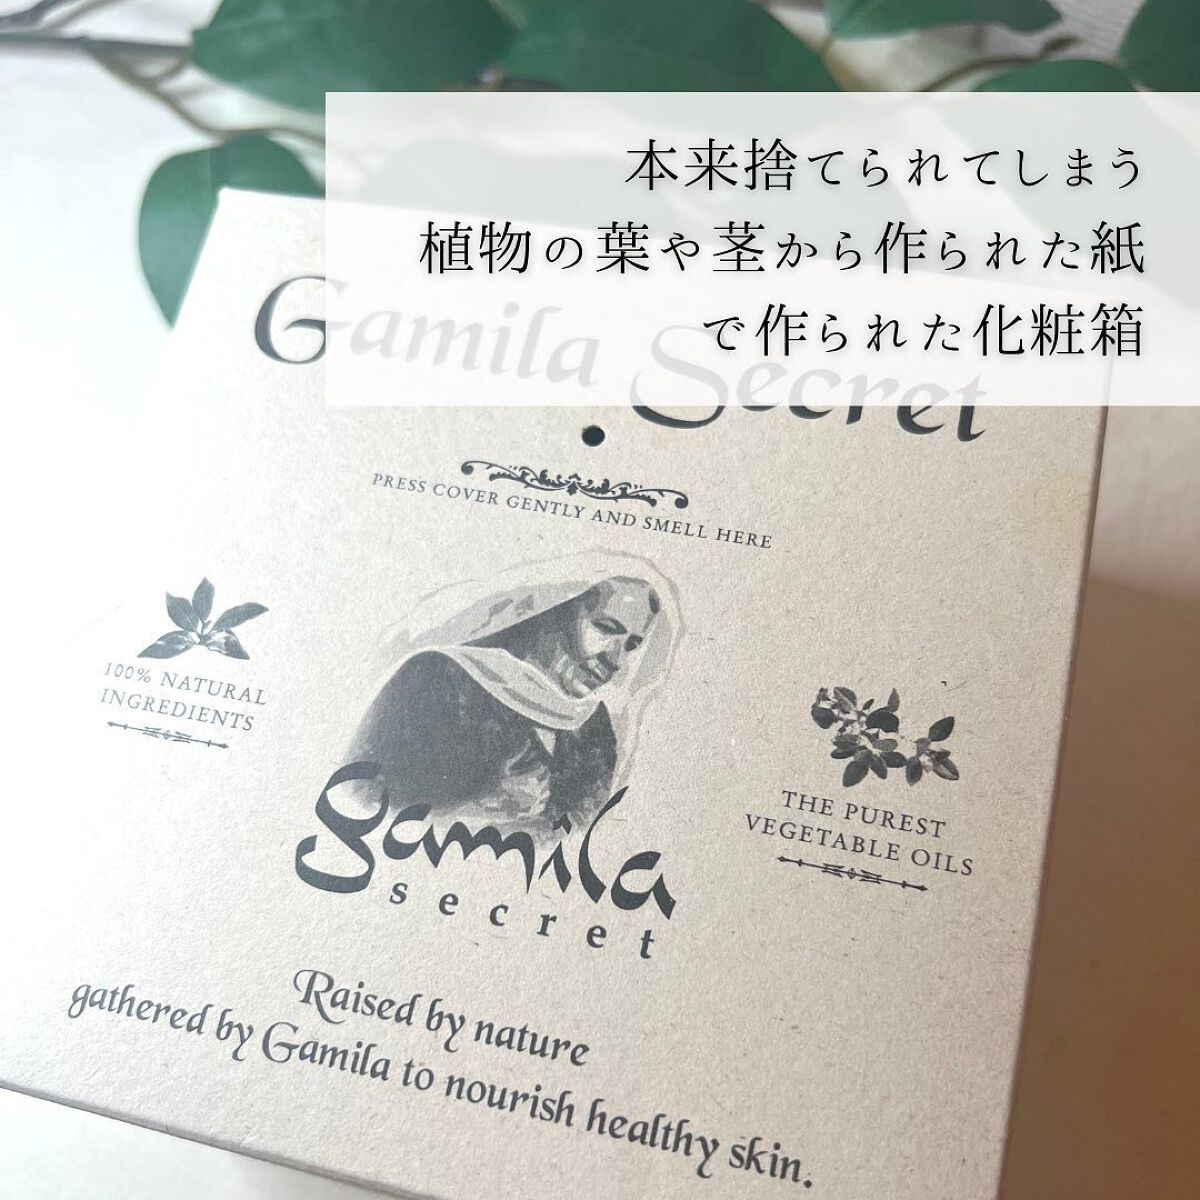 本来捨てられてしまう
植物の葉や茎から作られた紙
で作られた化粧箱
Gamila Secret
PRESS COVER GENTLY AND SMELL HERE
100% NATURAL
INGREDIENTS
THE PUREST
VEGETABLE OILS
gamila
secret
Raised by nature
gathered by Gamila to nourish healthy skin.